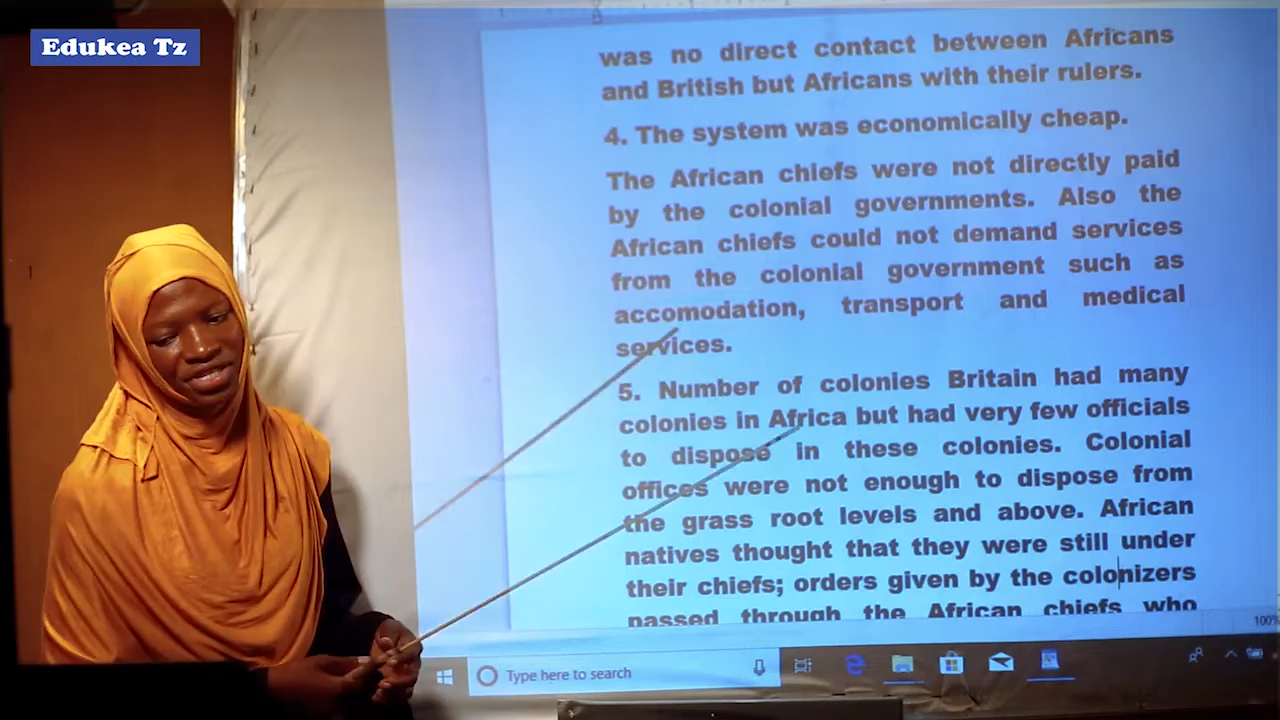 Edukea Tz
was no direct contact between Africans
and British but Africans with their rulers.
4. The system was economically cheap.
The African chiefs were not directly paid
by the colonial governments. Also the
African chiefs could not demand services
from the colonial government such as
accomodation, transport and medical
services.
5. Number of colonies Britain had many
colonies in Africa but had very few officials
to dispose in these colonies. Colonial
offices were not enough to dispose from
the grass root levels and above. African
natives thought that they were still under
their chiefs; orders given by the colonizers
passed through the African chiefs who
100%
Type here to search